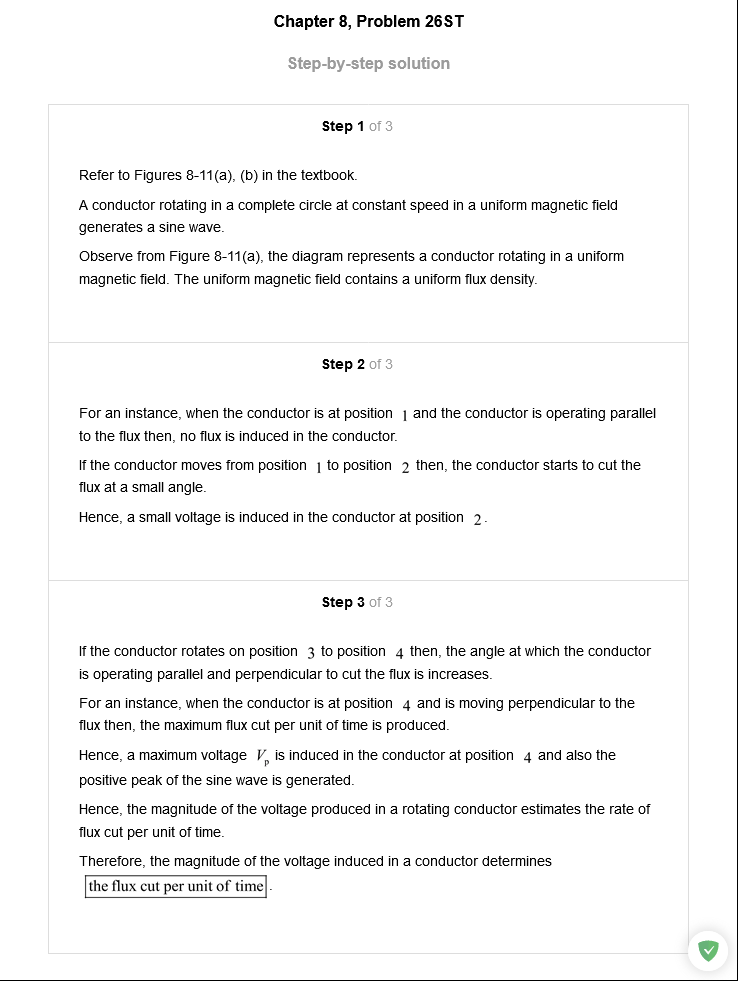 Chapter 8, Problem 26ST
Step-by-step solution
Step 1 of 3
Refer to Figures 8-11(a), (b) in the textbook.
A conductor rotating in a complete circle at constant speed in a uniform magnetic field
generates a sine wave.
Observe from Figure 8-11(a), the diagram represents a conductor rotating in a uniform
magnetic field. The uniform magnetic field contains a uniform flux density.
Step 2 of 3
For an instance, when the conductor is at position 1 and the conductor is operating parallel
to the flux then, no flux is induced in the conductor.
If the conductor moves from position 1 to position 2 then, the conductor starts to cut the
flux at a small angle.
Hence, a small voltage is induced in the conductor at position 2.
Step 3 of 3
If the conductor rotates on position 3 to position 4 then, the angle at which the conductor
is operating parallel and perpendicular to cut the flux is increases.
For an instance, when the conductor is at position 4 and is moving perpendicular to the
flux then, the maximum flux cut per unit of time is produced.
Hence, a maximum voltage Vp is induced in the conductor at position 4 and also the
positive peak of the sine wave is generated.
Hence, the magnitude of the voltage produced in a rotating conductor estimates the rate of
flux cut per unit of time.
Therefore, the magnitude of the voltage induced in a conductor determines
the flux cut per unit of time.